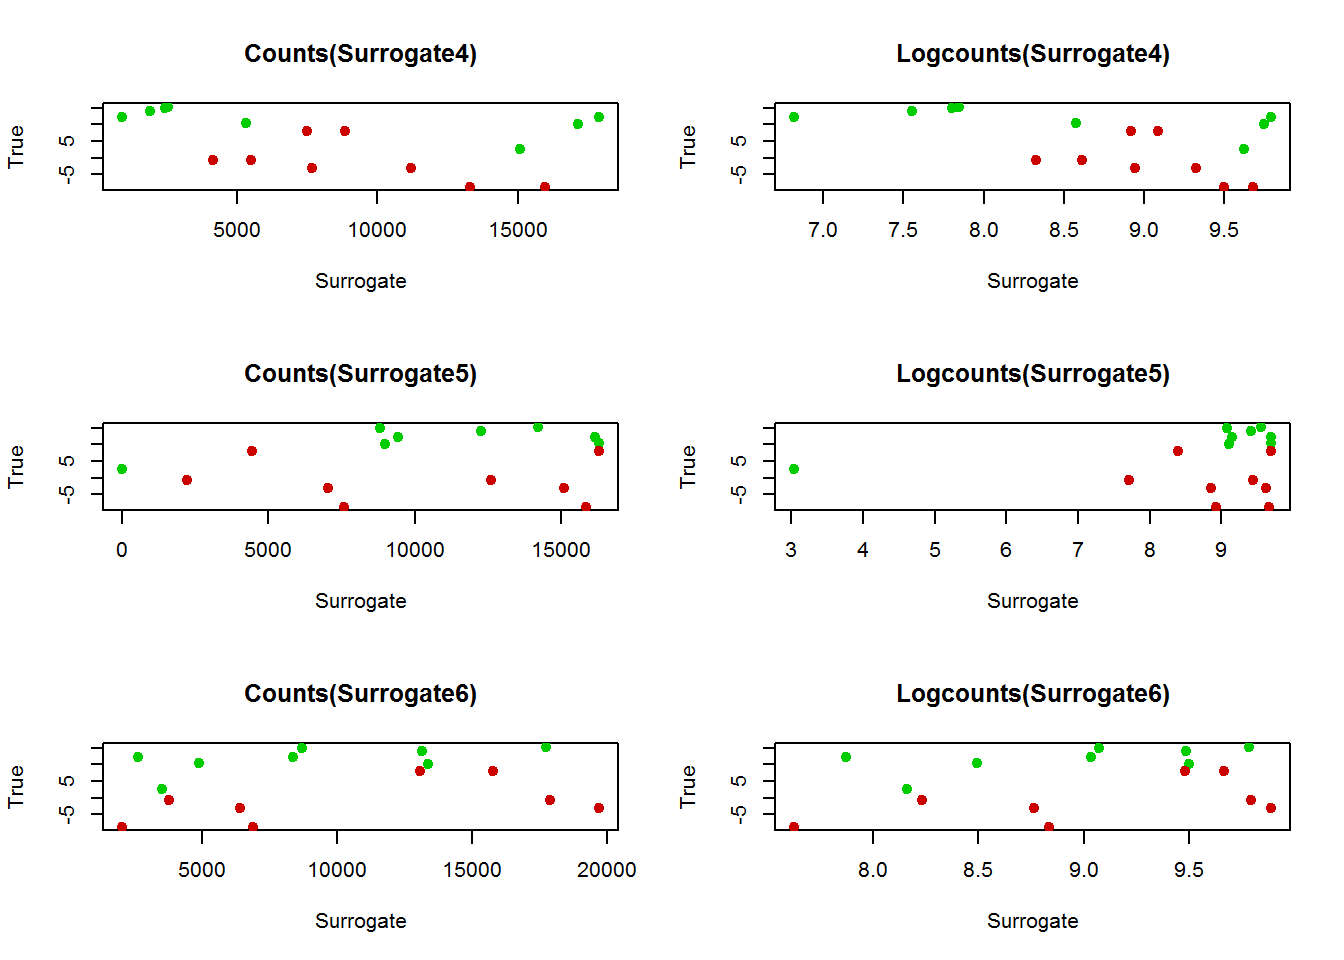 Counts(Surrogate4)
True
5
-5
5000 10000 15000
Surrogate
Logcounts(Surrogate4)
True
5
-5
7.0 7.5 8.0 8.5 9.0 9.5
Surrogate
Counts(Surrogate5)
True
5
-5
0 5000 10000 15000
Surrogate
Logcounts(Surrogate5)
True
5
-5
3 4 5 6 7 8 9
Surrogate
Counts(Surrogate6)
True
5
-5
5000 10000 15000 20000
Surrogate
Logcounts(Surrogate6)
True
5
-5
8.0 8.5 9.0 9.5
Surrogate